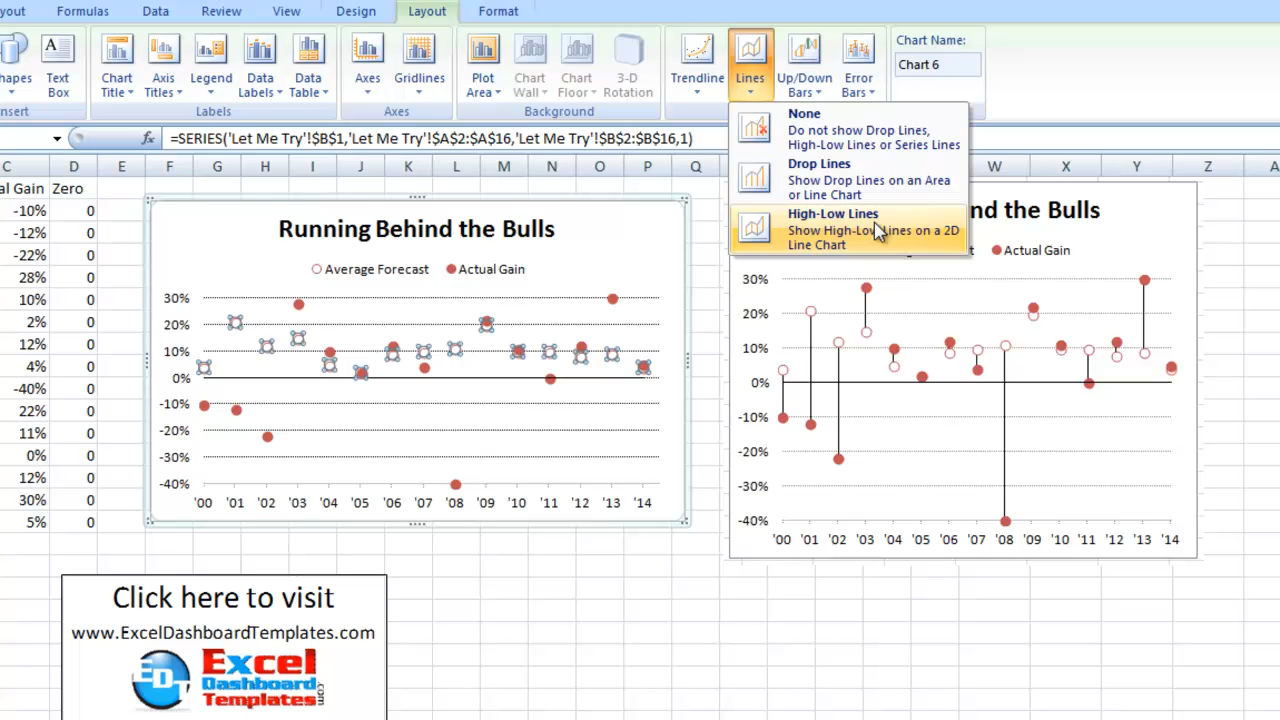 yout Formulas Data Review View Design Layout Format
hapes Text Box Chart Title Axis Titles Legend Data Labels Data Table Axes Gridlines Plot Area Chart Wall Chart Floor 3-D Rotation Trendline Lines Up/Down Bars Error Bars
Chart Name:
Chart 6
nsert Labels Axes Background
None
Do not show Drop Lines,
High-Low Lines or Series Lines
Drop Lines
Show Drop Lines on an Area
or Line Chart
High-Low Lines
Show High-Low Lines on a 2D
Line Chart
fx =SERIES('Let Me Try'!$B$1,'Let Me Try'!$A$2:$A$16,'Let Me Try'!$B$2:$B$16,1)
C D E F G H I J K L M N O P Q W X Y Z A
al Gain Zero
-10% 0
-12% 0
-22% 0
28% 0
10% 0
2% 0
12% 0
4% 0
-40% 0
22% 0
11% 0
0% 0
12% 0
30% 0
5% 0
Running Behind the Bulls
Average Forecast Actual Gain
30%
20%
10%
0%
-10%
-20%
-30%
-40%
'00 '01 '02 '03 '04 '05 '06 '07 '08 '09 '10 '11 '12 '13 '14
nd the Bulls
t Actual Gain
30%
20%
10%
0%
-10%
-20%
-30%
-40%
'00 '01 '02 '03 '04 '05 '06 '07 '08 '09 '10 '11 '12 '13 '14
Click here to visit
www.ExcelDashboardTemplates.com
EDT
Excel
Dashboard
Templates
.com